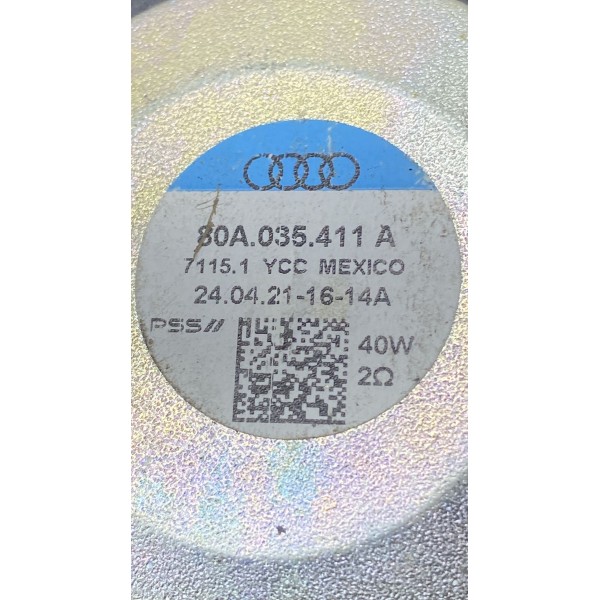 80A.035.411 A
7115.1 YCC MEXICO
24.04.21-16-14A
PSS//
40W
2Ω